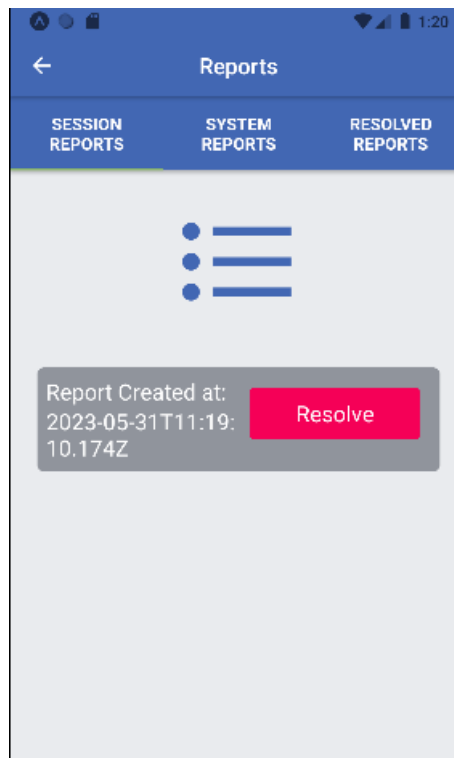 1:20
Reports
SESSION
REPORTS
SYSTEM
REPORTS
RESOLVED
REPORTS
Report Created at:
2023-05-31T11:19:
10.174Z
Resolve